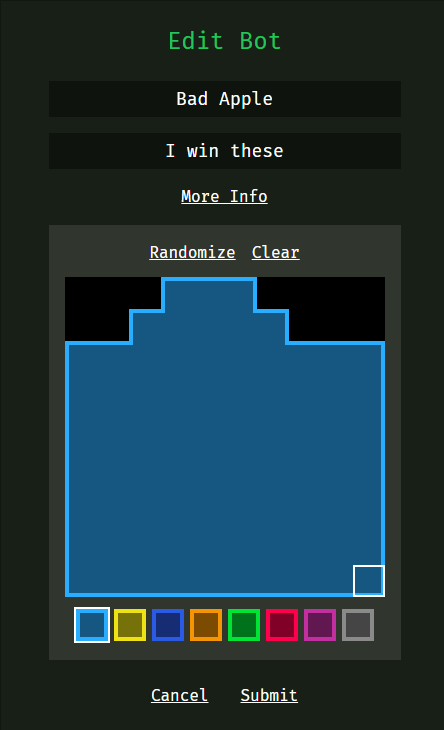 Edit Bot
Bad Apple
I win these
More Info
Randomize Clear
Cancel Submit